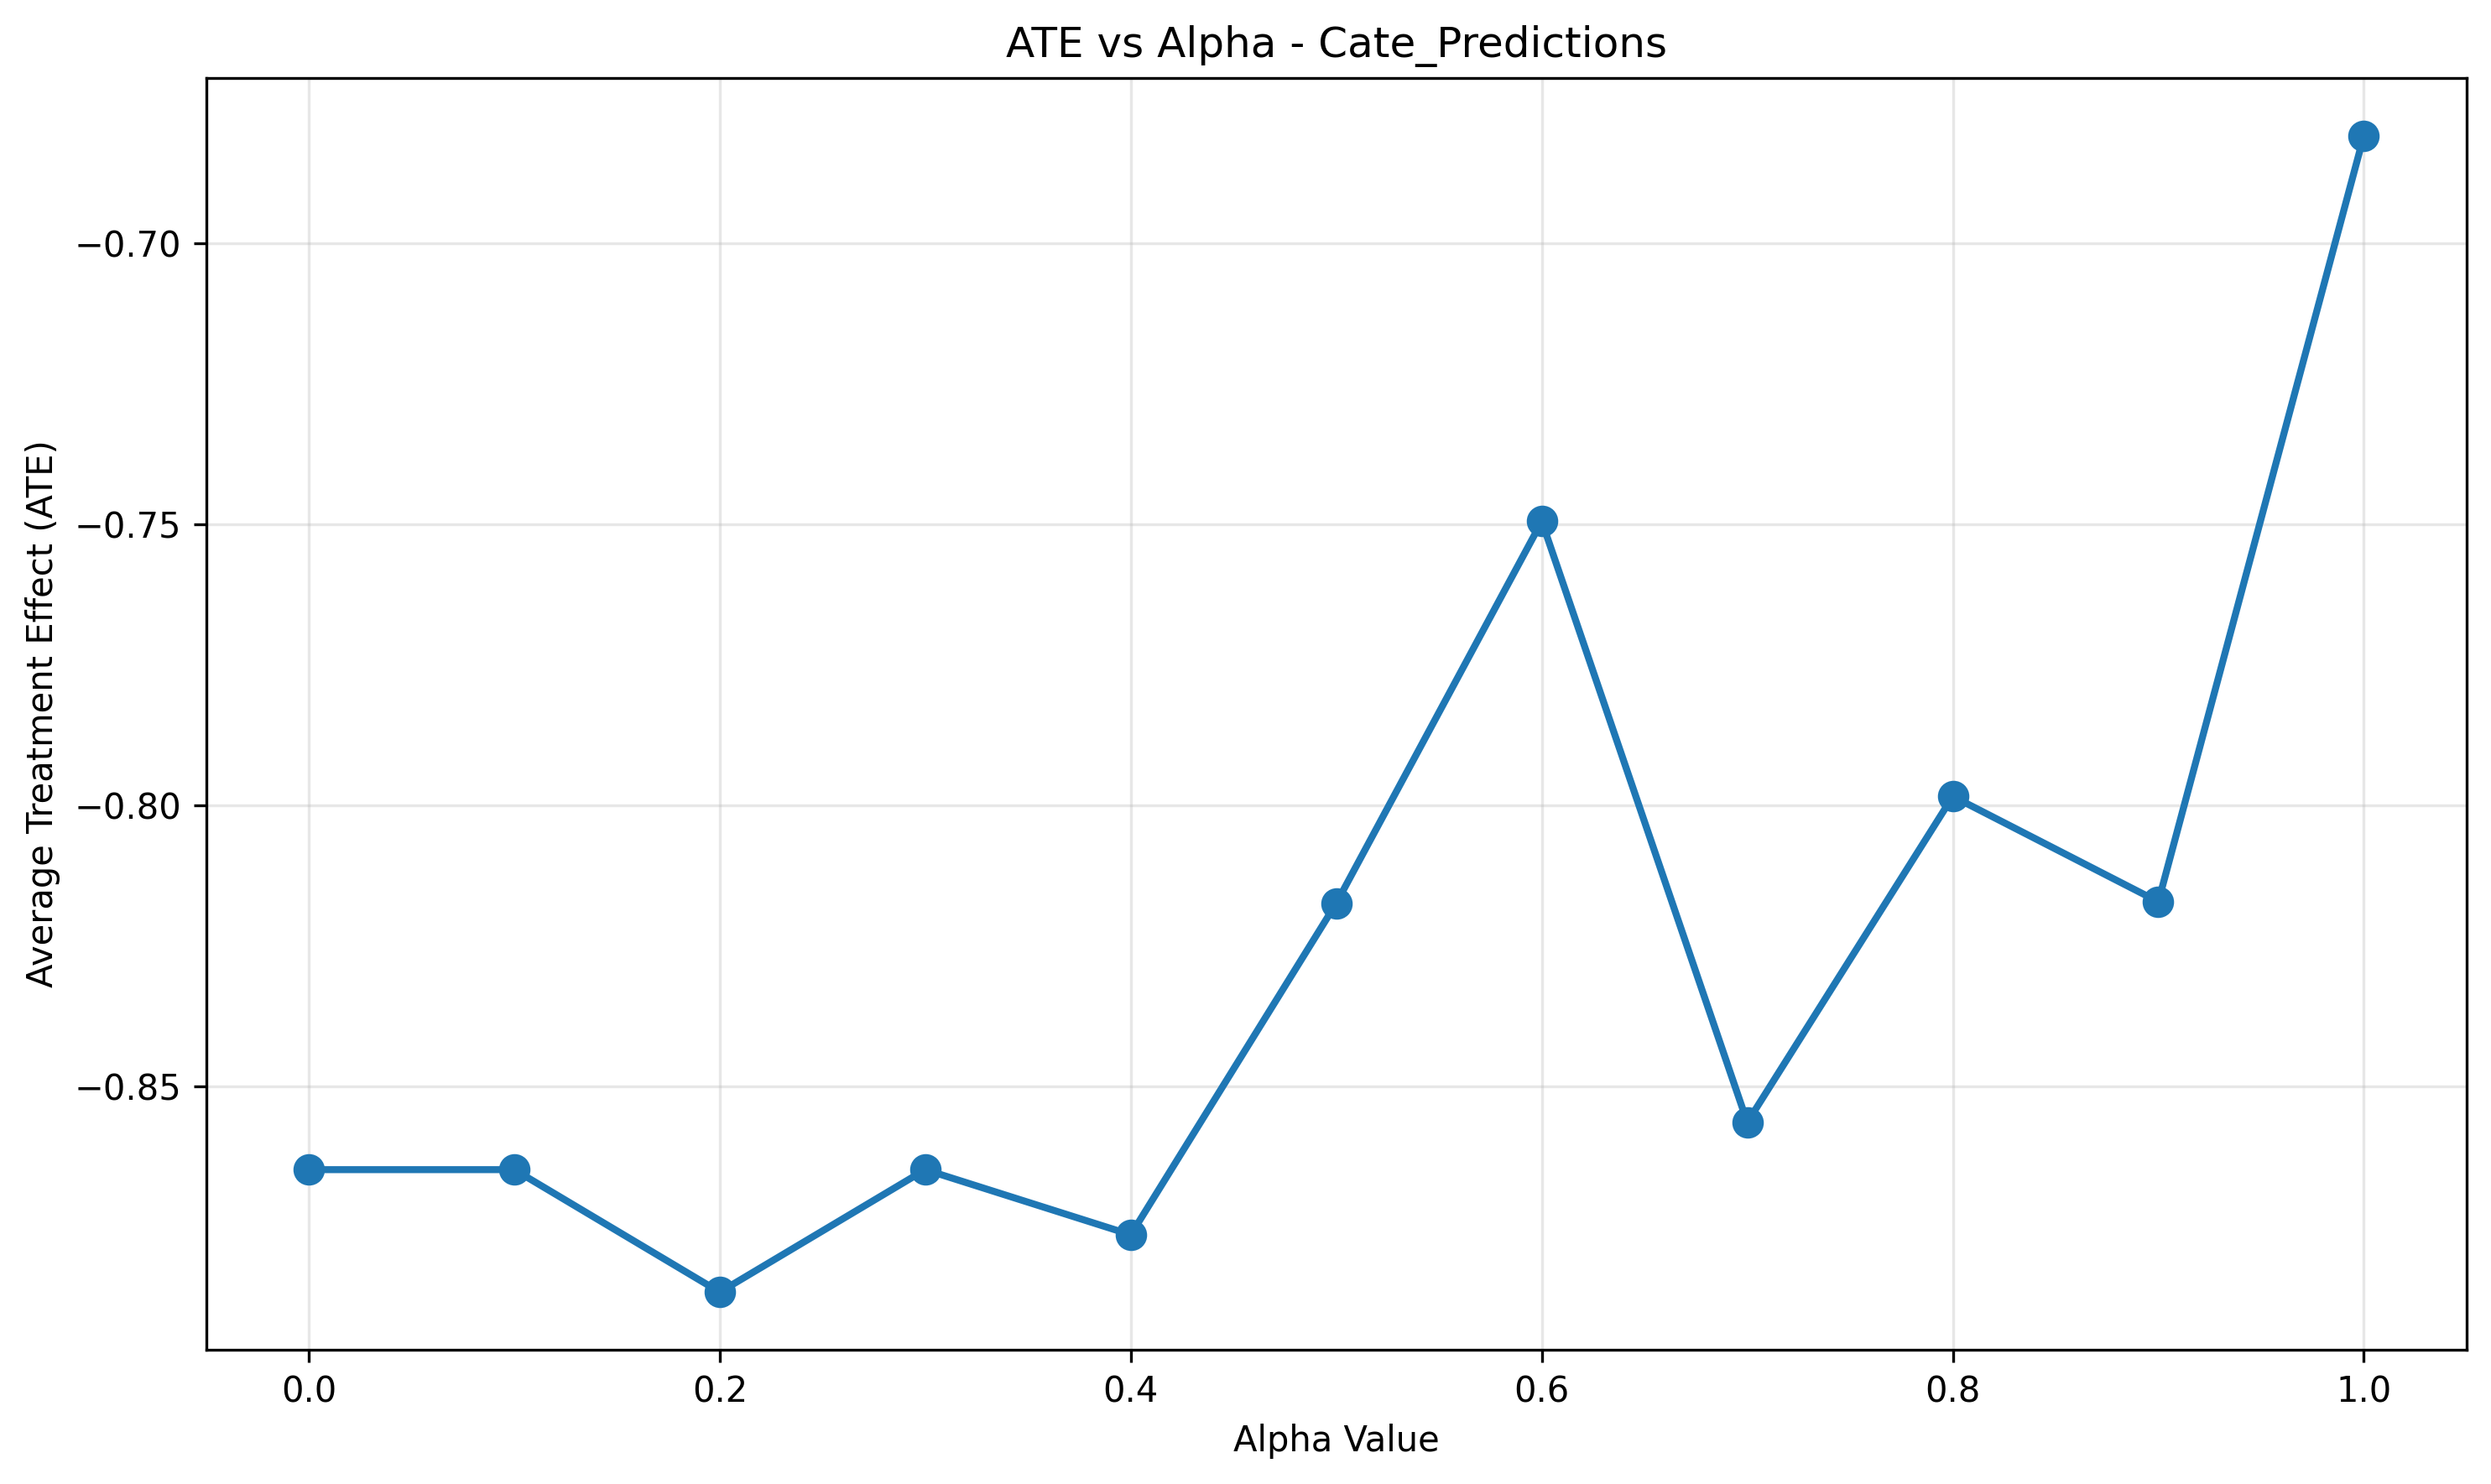 ATE vs Alpha - Cate_Predictions
Average Treatment Effect (ATE)
−0.70
−0.75
−0.80
−0.85
0.0 0.2 0.4 0.6 0.8 1.0
Alpha Value